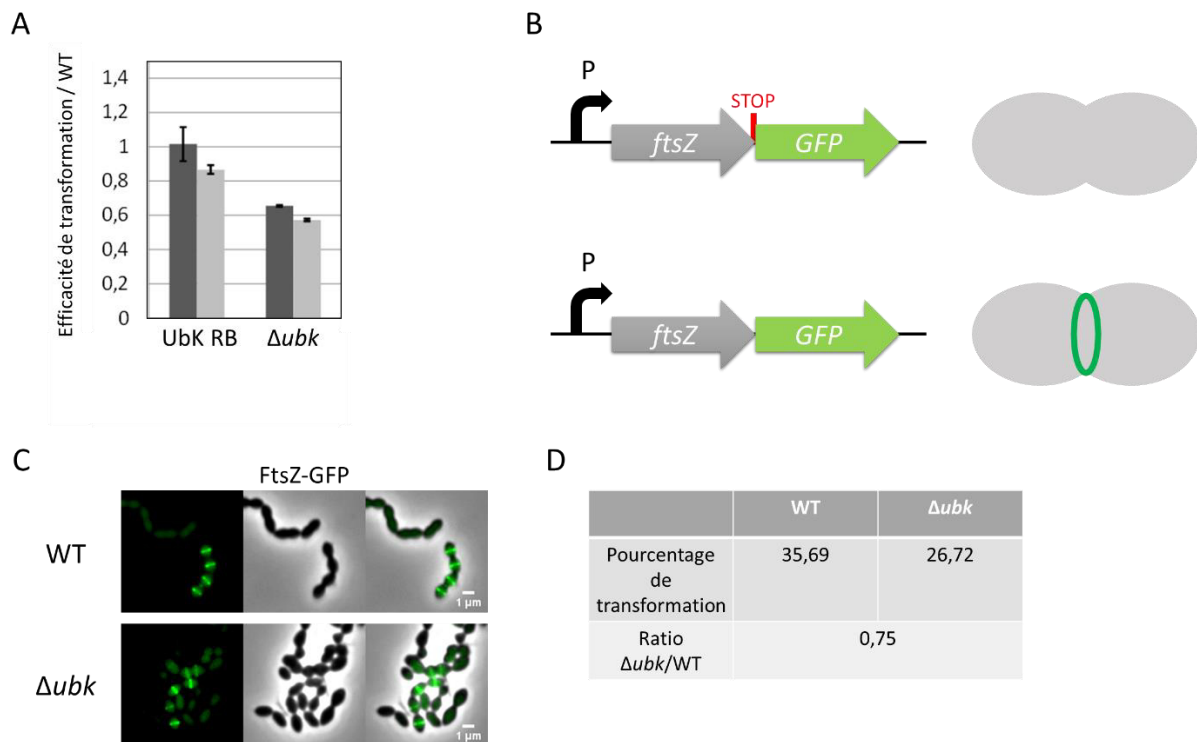 A
Efficacité de transformation / WT
1,4
1,2
1
0,8
0,6
0,4
0,2
0
UbK RB
Δubk
B
P
STOP
ftsZ
GFP
P
ftsZ
GFP
C
FtsZ-GFP
WT
1 µm
Δubk
1 µm
D
WT
Δubk
Pourcentage
de
transformation
35,69
26,72
Ratio
Δubk/WT
0,75